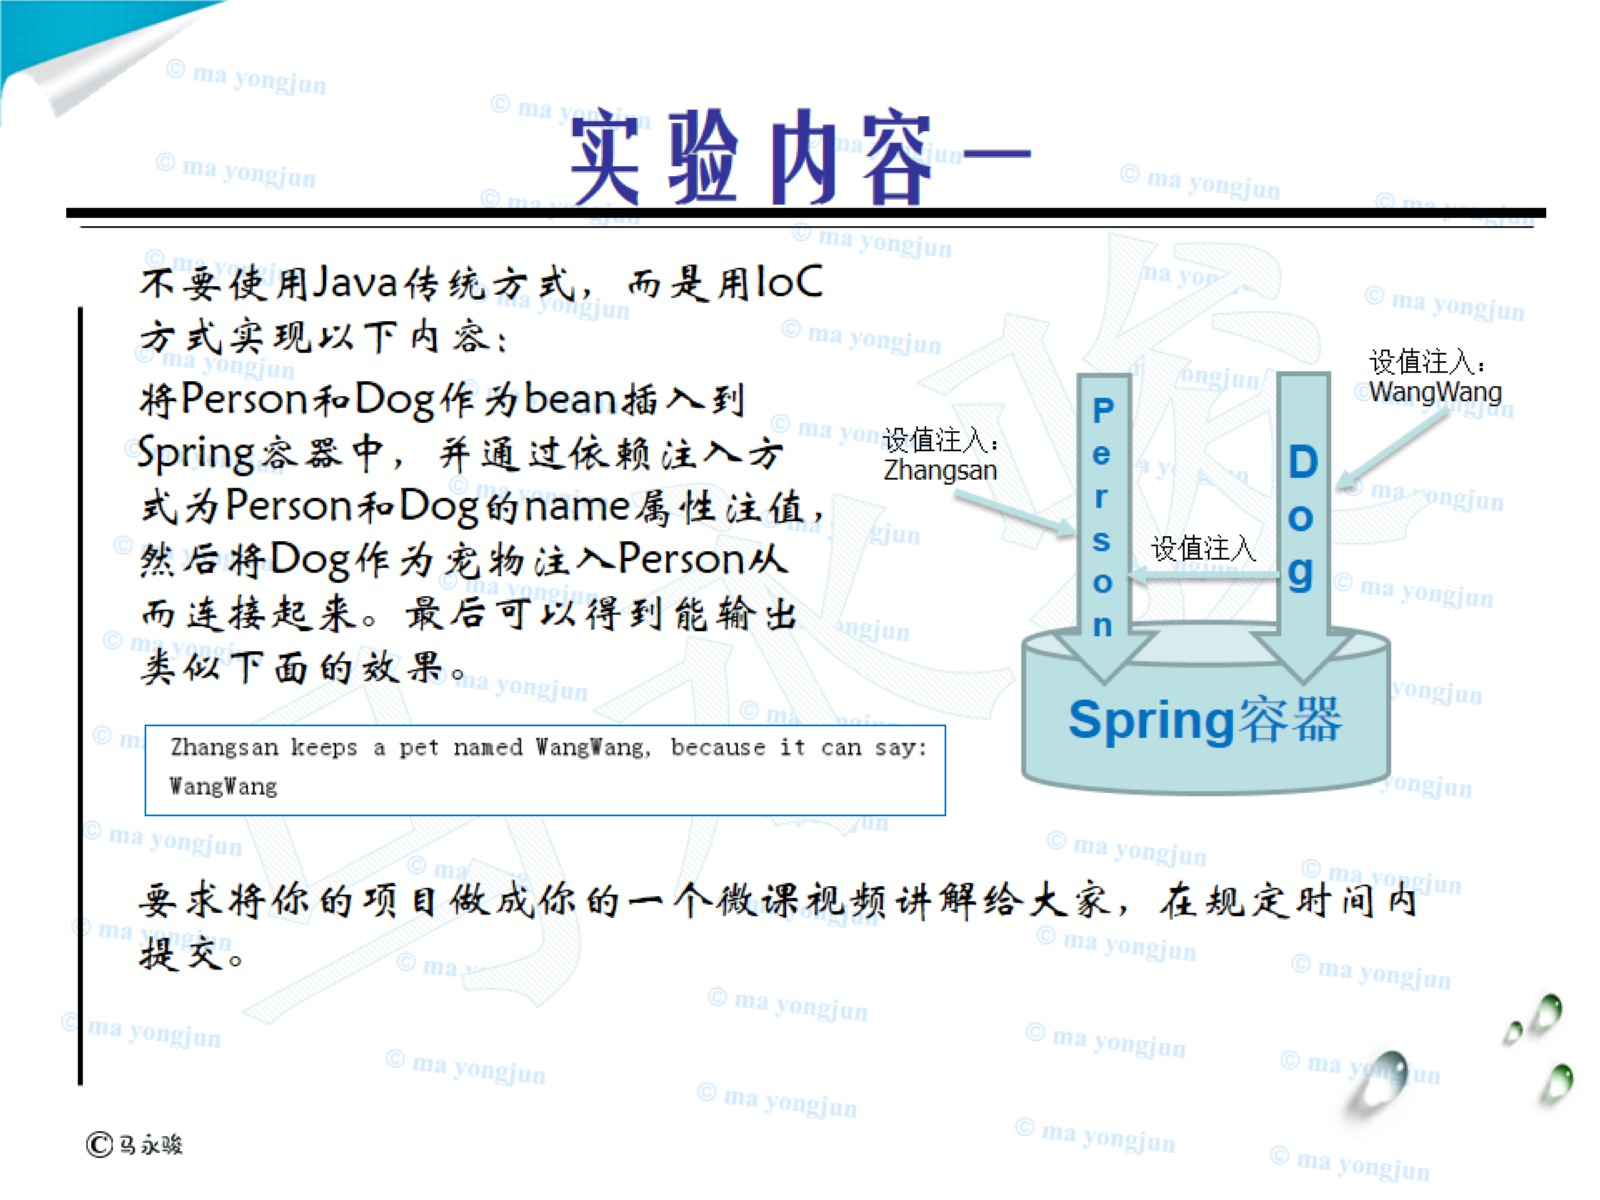 实验内容一
不要使用Java传统方式，而是用IoC
方式实现以下内容：
将Person和Dog作为bean插入到
Spring容器中，并通过依赖注入方
式为Person和Dog的name属性注值，
然后将Dog作为宠物注入Person从
而连接起来。最后可以得到能输出
类似下面的效果。
Zhangsan keeps a pet named WangWang, because it can say:
WangWang
设值注入：
Zhangsan
Person
设值注入
Dog
设值注入：
WangWang
Spring容器
要求将你的项目做成你的一个微课视频讲解给大家，在规定时间内
提交。
©马永骏
© ma yongjun
马永骏